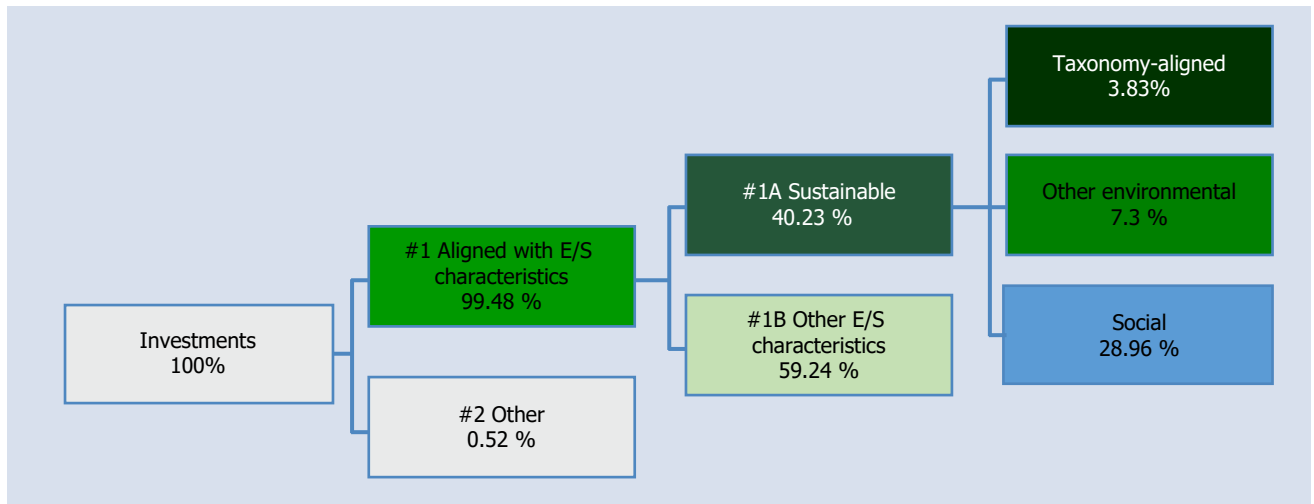 Investments
100%
#1 Aligned with E/S
characteristics
99.48 %
#2 Other
0.52 %
#1A Sustainable
40.23 %
#1B Other E/S
characteristics
59.24 %
Taxonomy-aligned
3.83%
Other environmental
7.3 %
Social
28.96 %